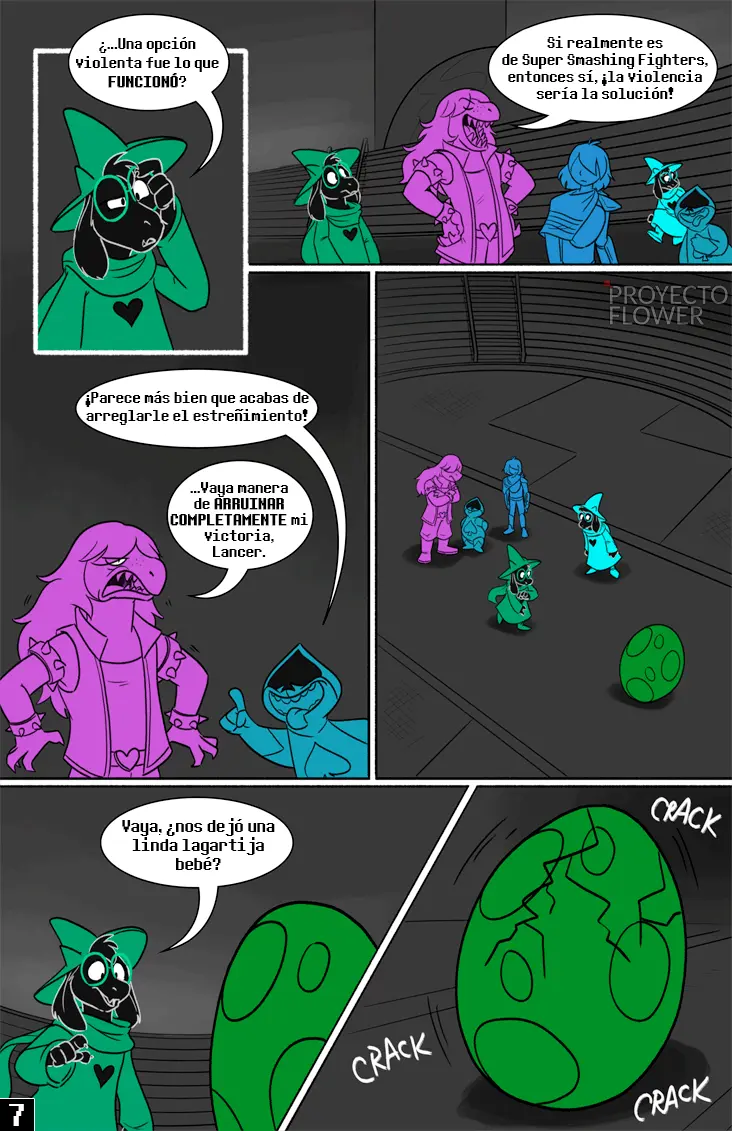 ¿...Una opción
violenta fue lo que
FUNCIONÓ?
Si realmente es
de Super Smashing Fighters,
entonces sí, ¡la violencia
sería la solución!
¡Parece más bien que acabas de
arreglarle el estreñimiento!
...Vaya manera
de ARRUINAR
COMPLETAMENTE mi
victoria,
Lancer.
PROYECTO
FLOWER
Vaya, ¿nos dejó una
linda lagartija
bebé?
CRACK
CRACK
CRACK
7